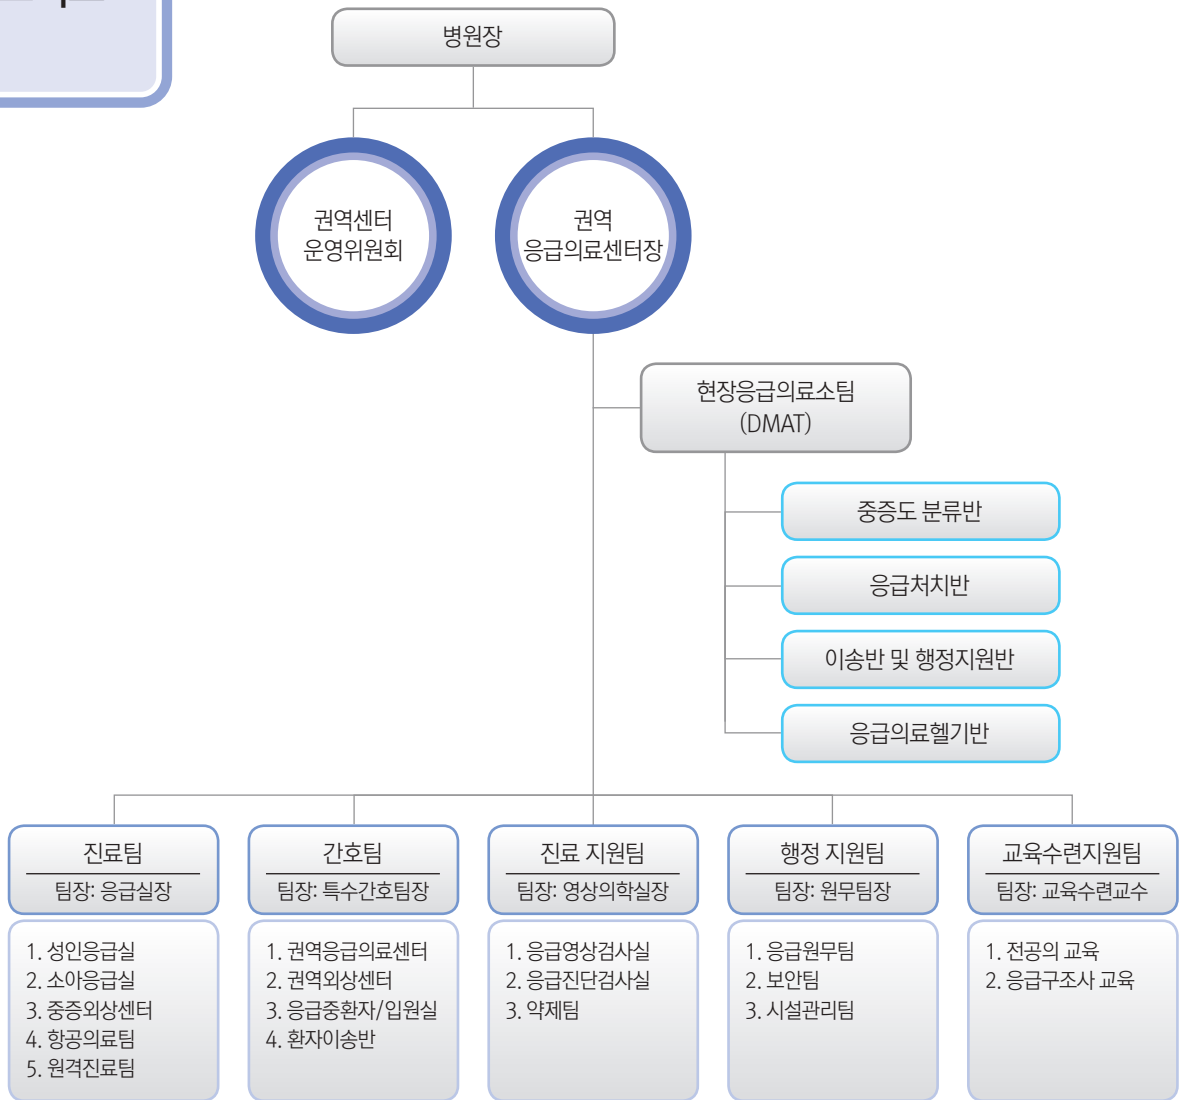 병원장
권역센터
운영위원회
권역
응급의료센터장
현장응급의료소팀
(DMAT)
중증도 분류반
응급처치반
이송반 및 행정지원반
응급의료헬기반
진료팀
팀장: 응급실장
1. 성인응급실
2. 소아응급실
3. 중증외상센터
4. 항공의료팀
5. 원격진료팀
간호팀
팀장: 특수간호팀장
1. 권역응급의료센터
2. 권역외상센터
3. 응급중환자/입원실
4. 환자이송반
진료 지원팀
팀장: 영상의학실장
1. 응급영상검사실
2. 응급진단검사실
3. 약제팀
행정 지원팀
팀장: 원무팀장
1. 응급원무팀
2. 보안팀
3. 시설관리팀
교육수련지원팀
팀장: 교육수련교수
1. 전공의 교육
2. 응급구조사 교육